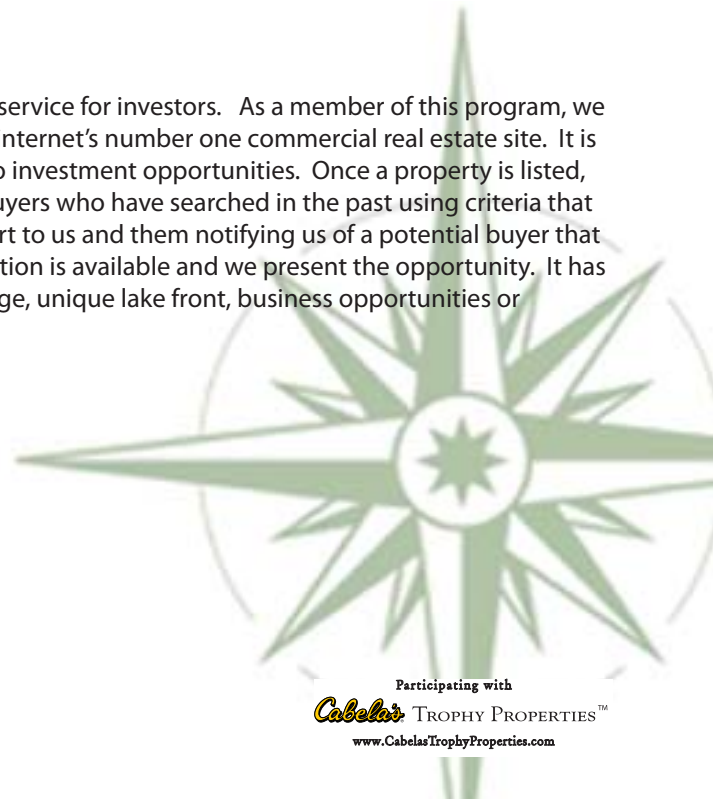 service for investors.   As a member of this program, we
nternet's number one commercial real estate site.  It is
o investment opportunities.  Once a property is listed,
uyers who have searched in the past using criteria that
rt to us and them notifying us of a potential buyer that
tion is available and we present the opportunity.  It has
ge, unique lake front, business opportunities or
Participating with
Cabela's TROPHY PROPERTIES™
www.CabelasTrophyProperties.com